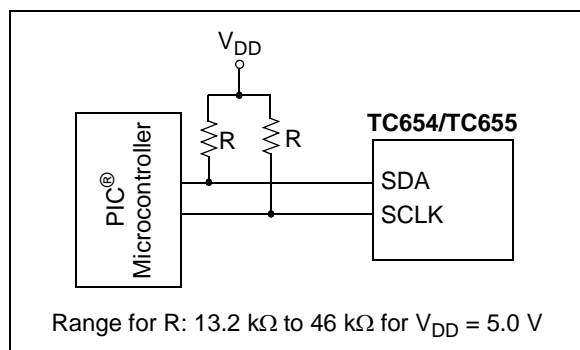 VDD
R
R
TC654/TC655
PIC®
Microcontroller
SDA
SCLK
Range for R: 13.2 kΩ to 46 kΩ for VDD = 5.0 V